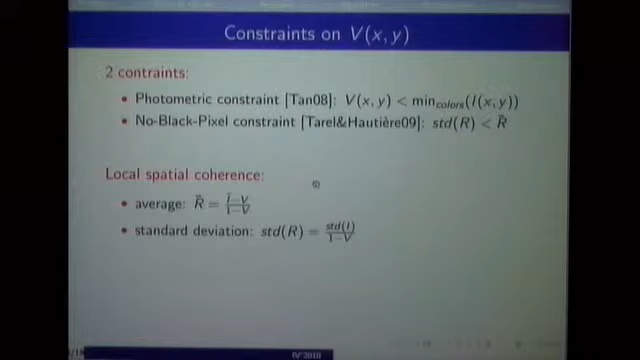 Constraints on V(x, y)
2 contraints:
• Photometric constraint [Tan08]: V(x, y) < min_colors(I(x, y))
• No-Black-Pixel constraint [Tarel&Hautière09]: std(R) < R̄
Local spatial coherence:
• average: R̄ = (Ī−V)/(1−V)
• standard deviation: std(R) = std(I)/(1−V)
IV'2010